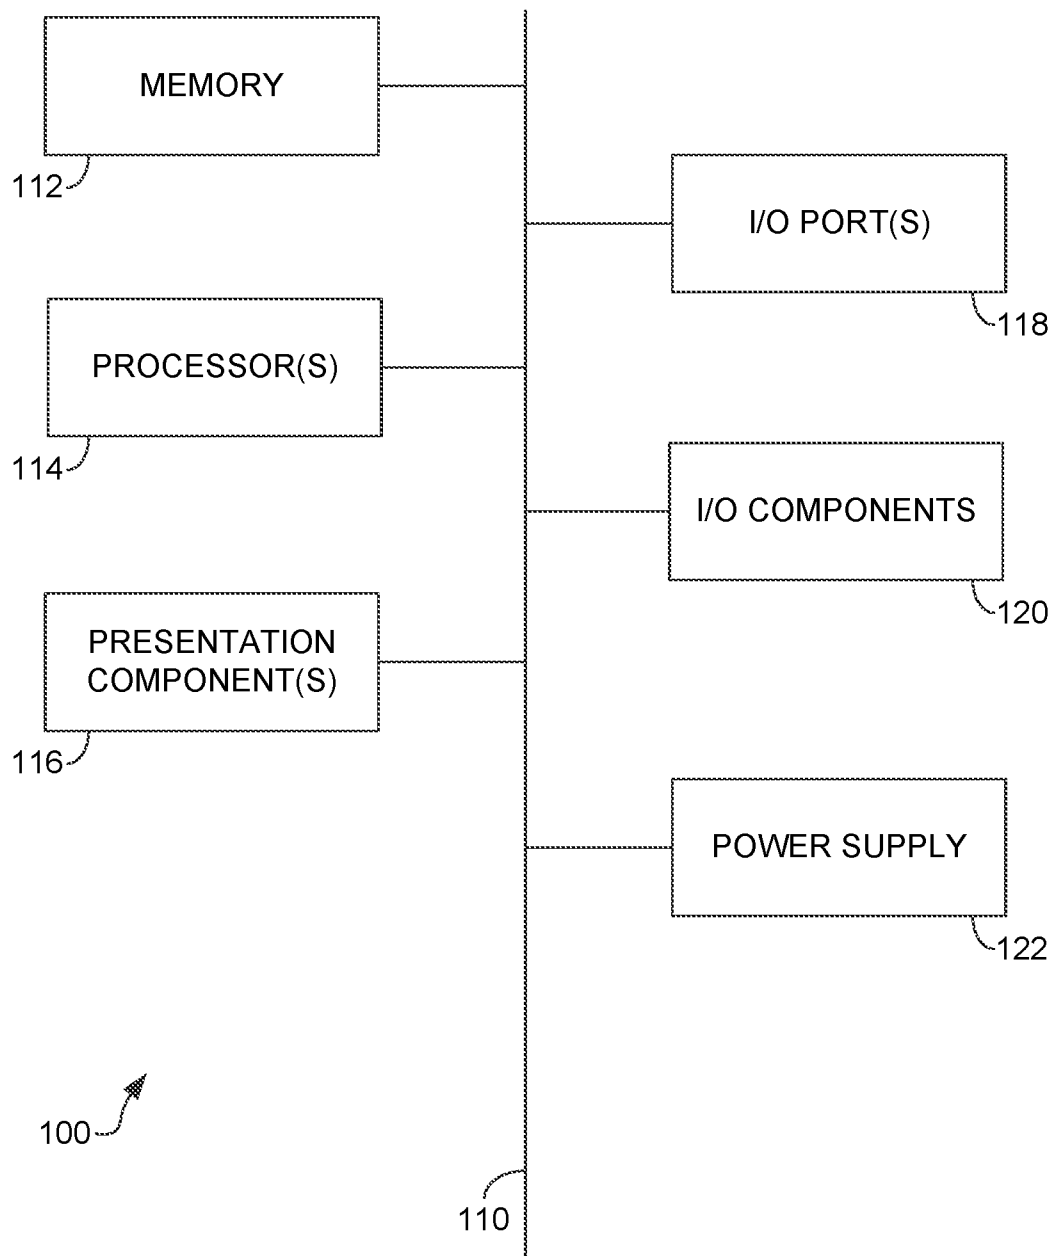 MEMORY
112
I/O PORT(S)
118
PROCESSOR(S)
114
I/O COMPONENTS
120
PRESENTATION
COMPONENT(S)
116
POWER SUPPLY
122
100
110